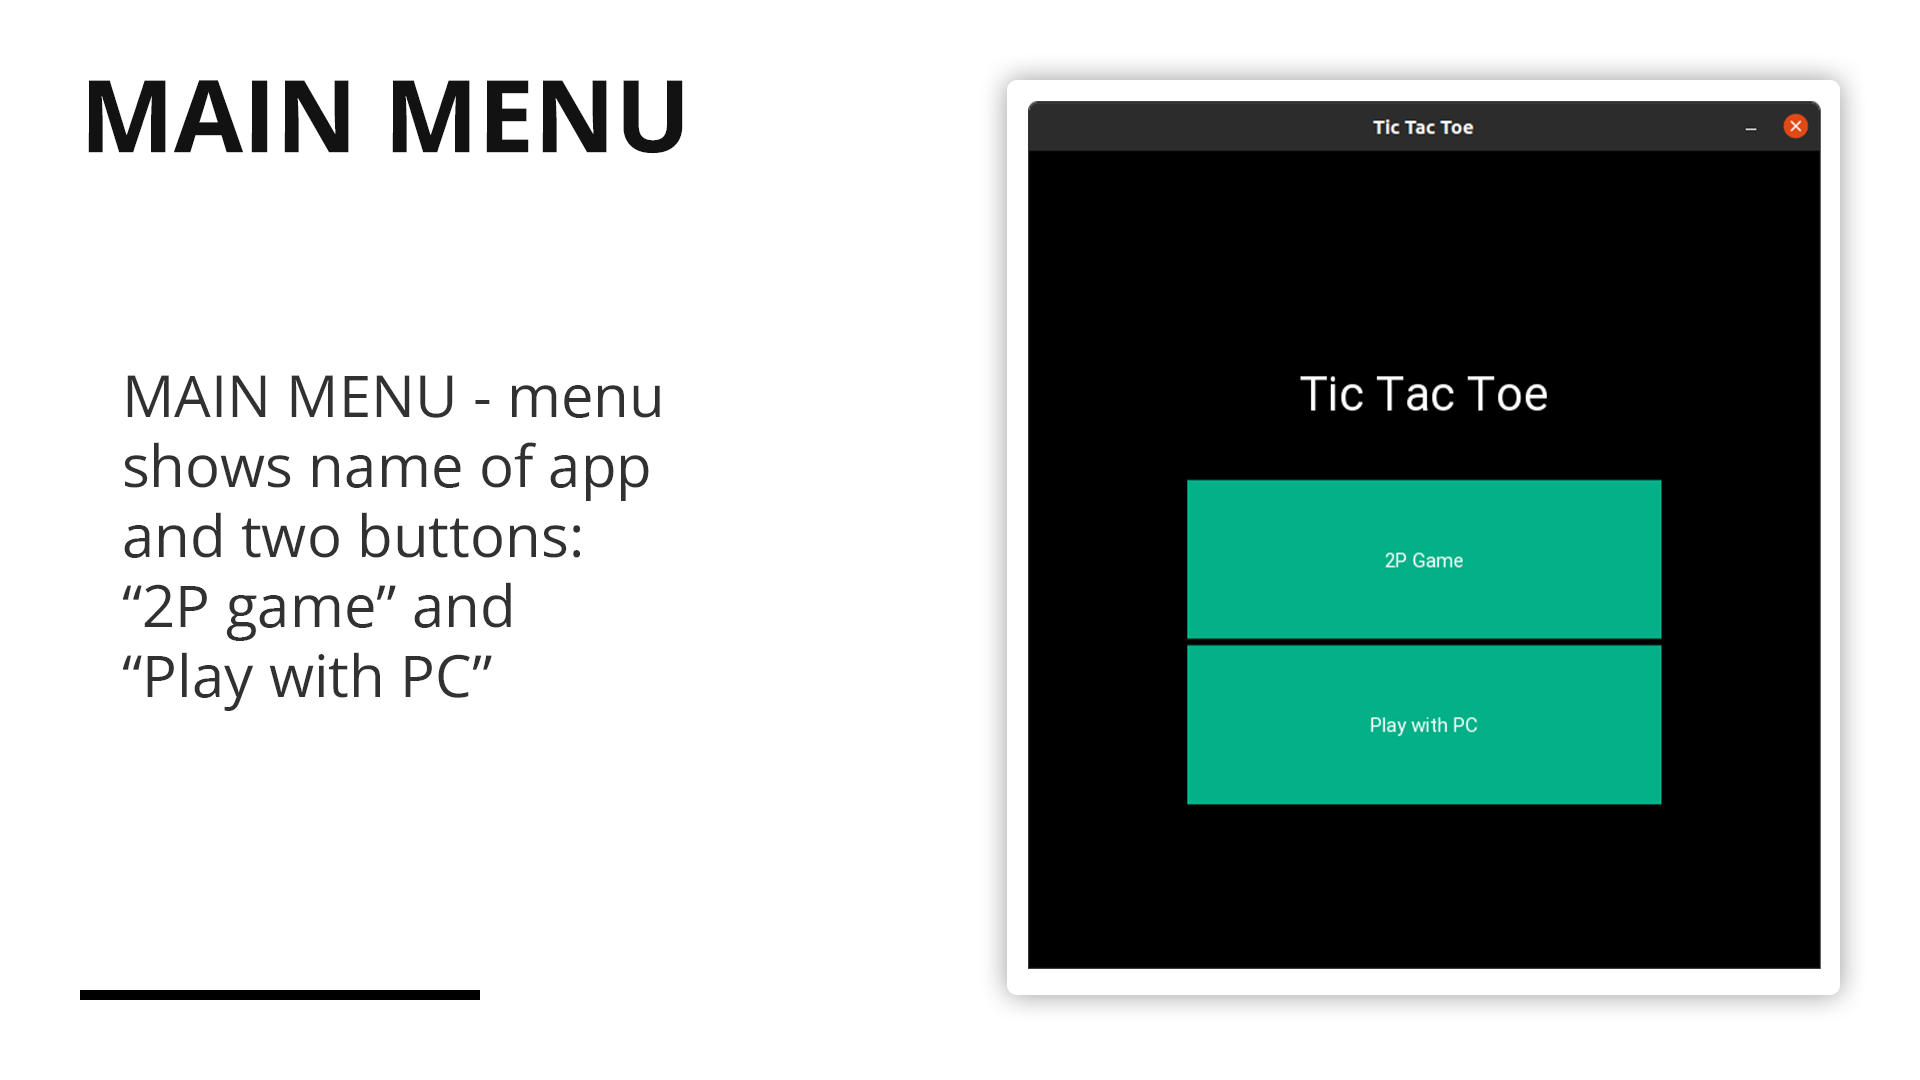 MAIN MENU
MAIN MENU - menu
shows name of app
and two buttons:
“2P game” and
“Play with PC”
Tic Tac Toe
Tic Tac Toe
2P Game
Play with PC